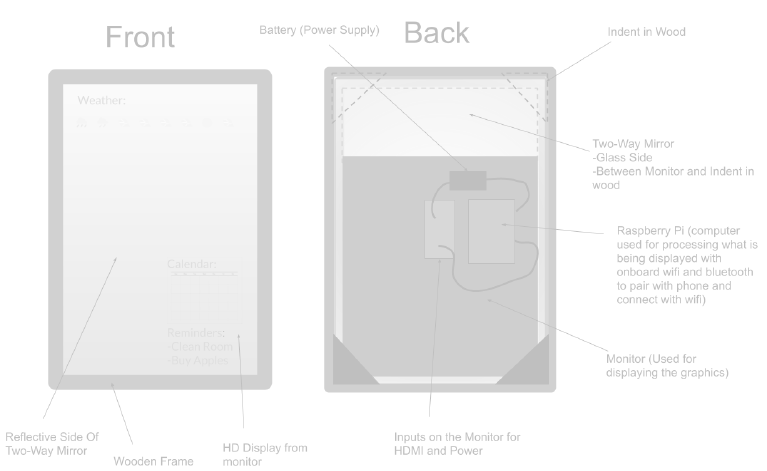 Front
Back
Battery (Power Supply)
Indent in Wood
Weather:
Two-Way Mirror
-Glass Side
-Between Monitor and Indent in
wood
Raspberry Pi (computer
used for processing what is
being displayed with
onboard wifi and bluetooth
to pair with phone and
connect with wifi)
Calendar:
Reminders:
-Clean Room
-Buy Apples
Monitor (Used for
displaying the graphics)
Reflective Side Of
Two-Way Mirror
Wooden Frame
HD Display from
monitor
Inputs on the Monitor for
HDMI and Power